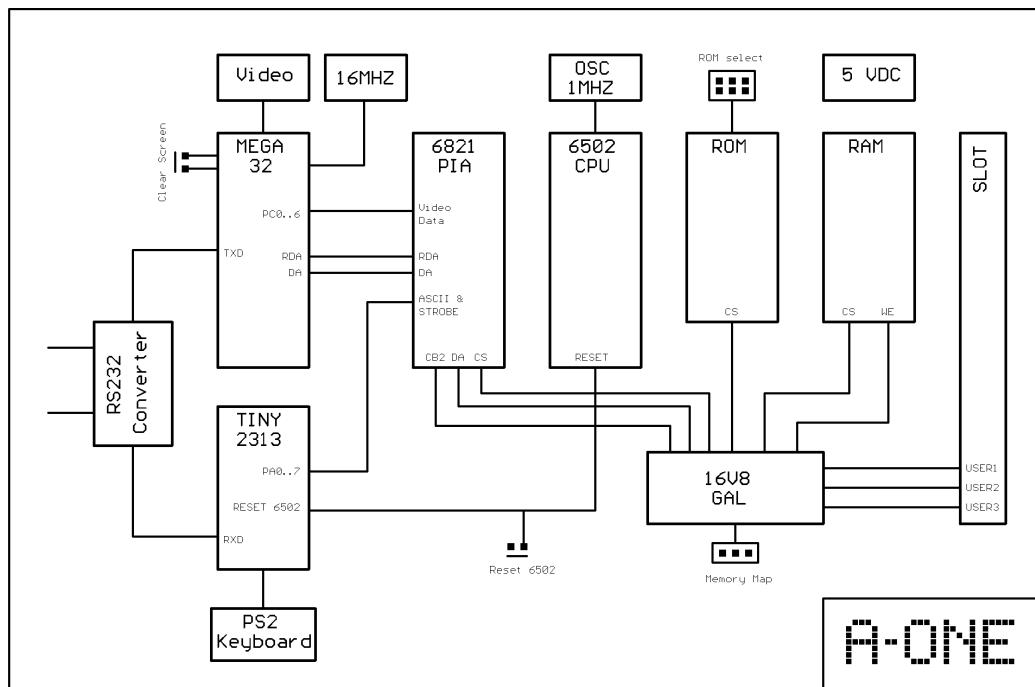 Video
16MHZ
OSC
1MHZ
ROM select
5 VDC
Clear Screen
MEGA
32
PC0..6
TXD
RDA
DA
6821
PIA
Video
Data
RDA
DA
ASCII &
STROBE
CB2 DA CS
6502
CPU
RESET
ROM
CS
RAM
CS WE
SLOT
USER1
USER2
USER3
RS232
Converter
TINY
2313
PA0..7
RESET 6502
RXD
Reset 6502
16V8
GAL
Memory Map
PS2
Keyboard
A-ONE